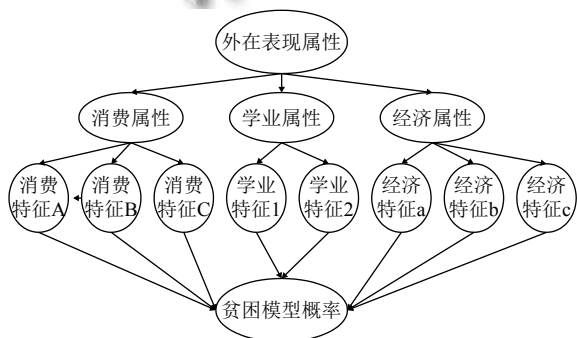 外在表现属性
消费属性
学业属性
经济属性
消费
特征A
消费
特征B
消费
特征C
学业
特征1
学业
特征2
经济
特征a
经济
特征b
经济
特征c
贫困模型概率